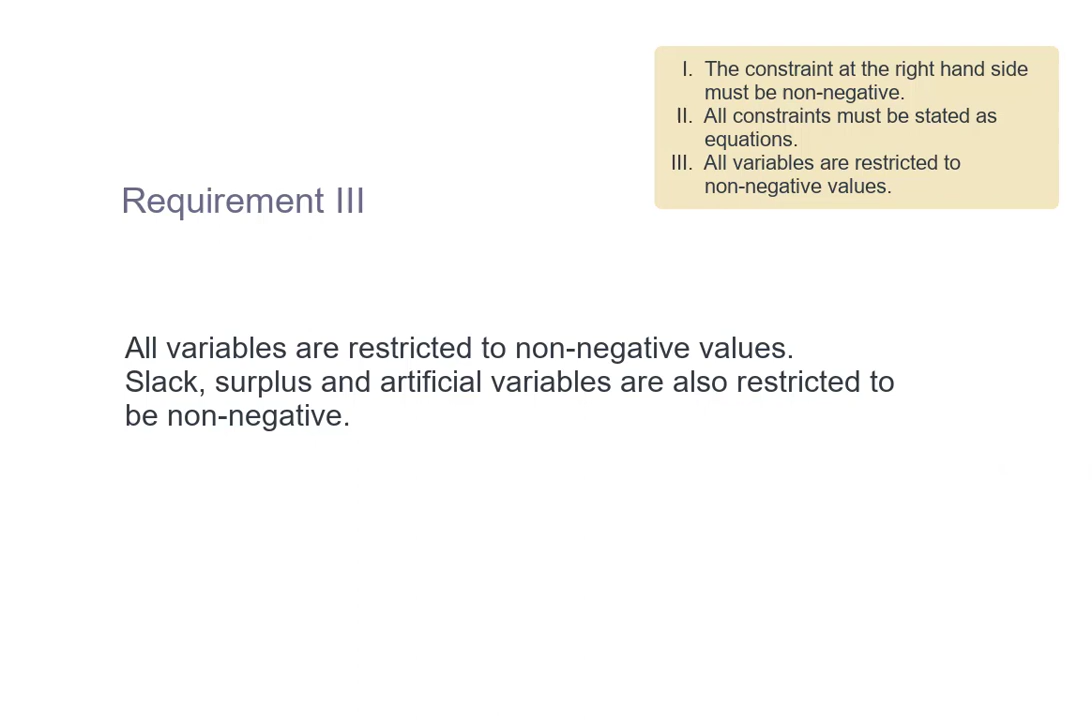 I. The constraint at the right hand side
must be non-negative.
II. All constraints must be stated as
equations.
III. All variables are restricted to
non-negative values.
Requirement III
All variables are restricted to non-negative values.
Slack, surplus and artificial variables are also restricted to
be non-negative.